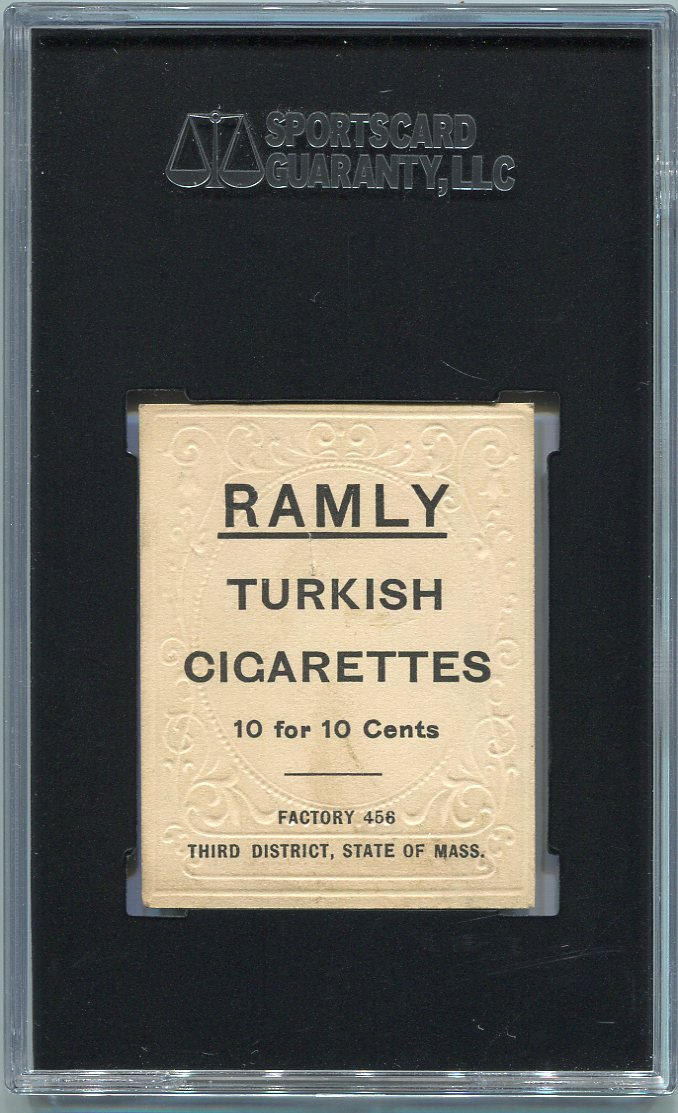 SPORTSCARD
GUARANTY, LLC
RAMLY
TURKISH
CIGARETTES
10 for 10 Cents
FACTORY 456
THIRD DISTRICT, STATE OF MASS.